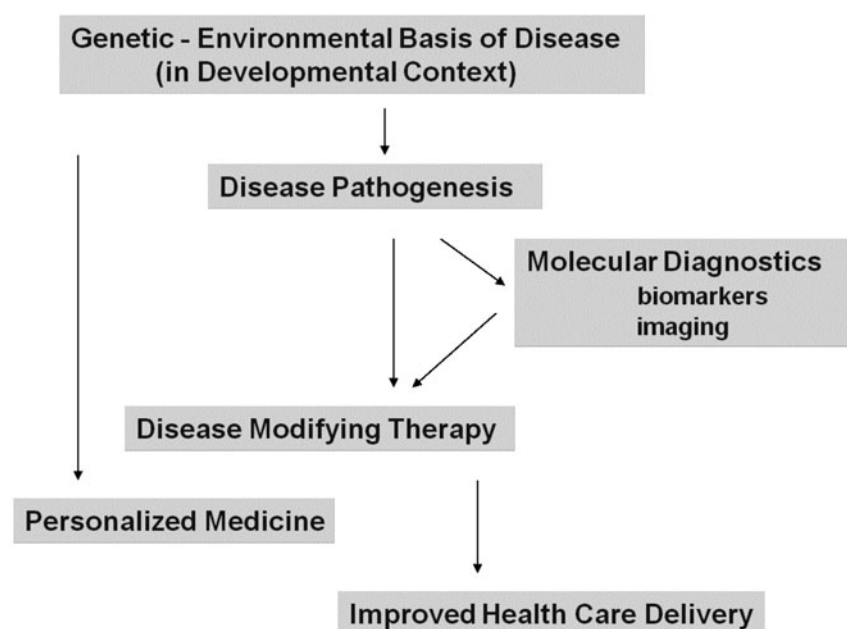 Genetic - Environmental Basis of Disease
(in Developmental Context)
Disease Pathogenesis
Molecular Diagnostics
biomarkers
imaging
Disease Modifying Therapy
Personalized Medicine
Improved Health Care Delivery